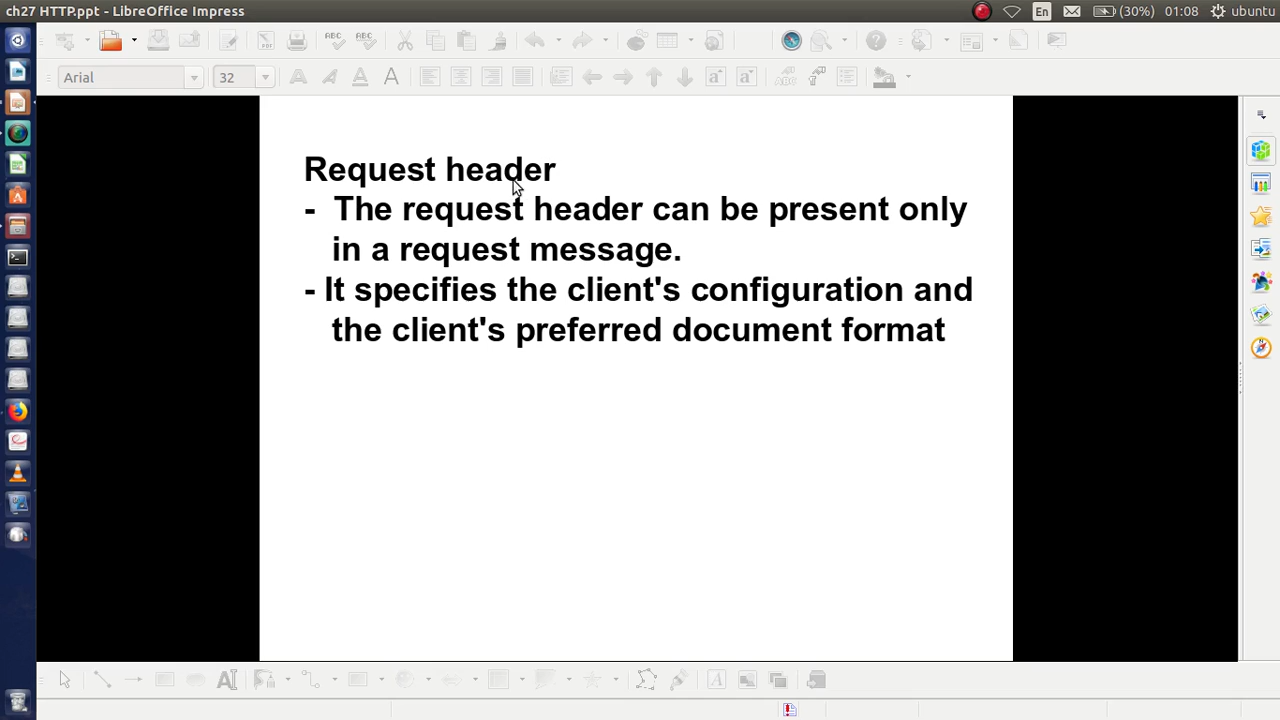 ch27 HTTP.ppt - LibreOffice Impress
En
(30%)
01:08
ubuntu
Arial
32
Request header
- The request header can be present only
in a request message.
- It specifies the client's configuration and
the client's preferred document format